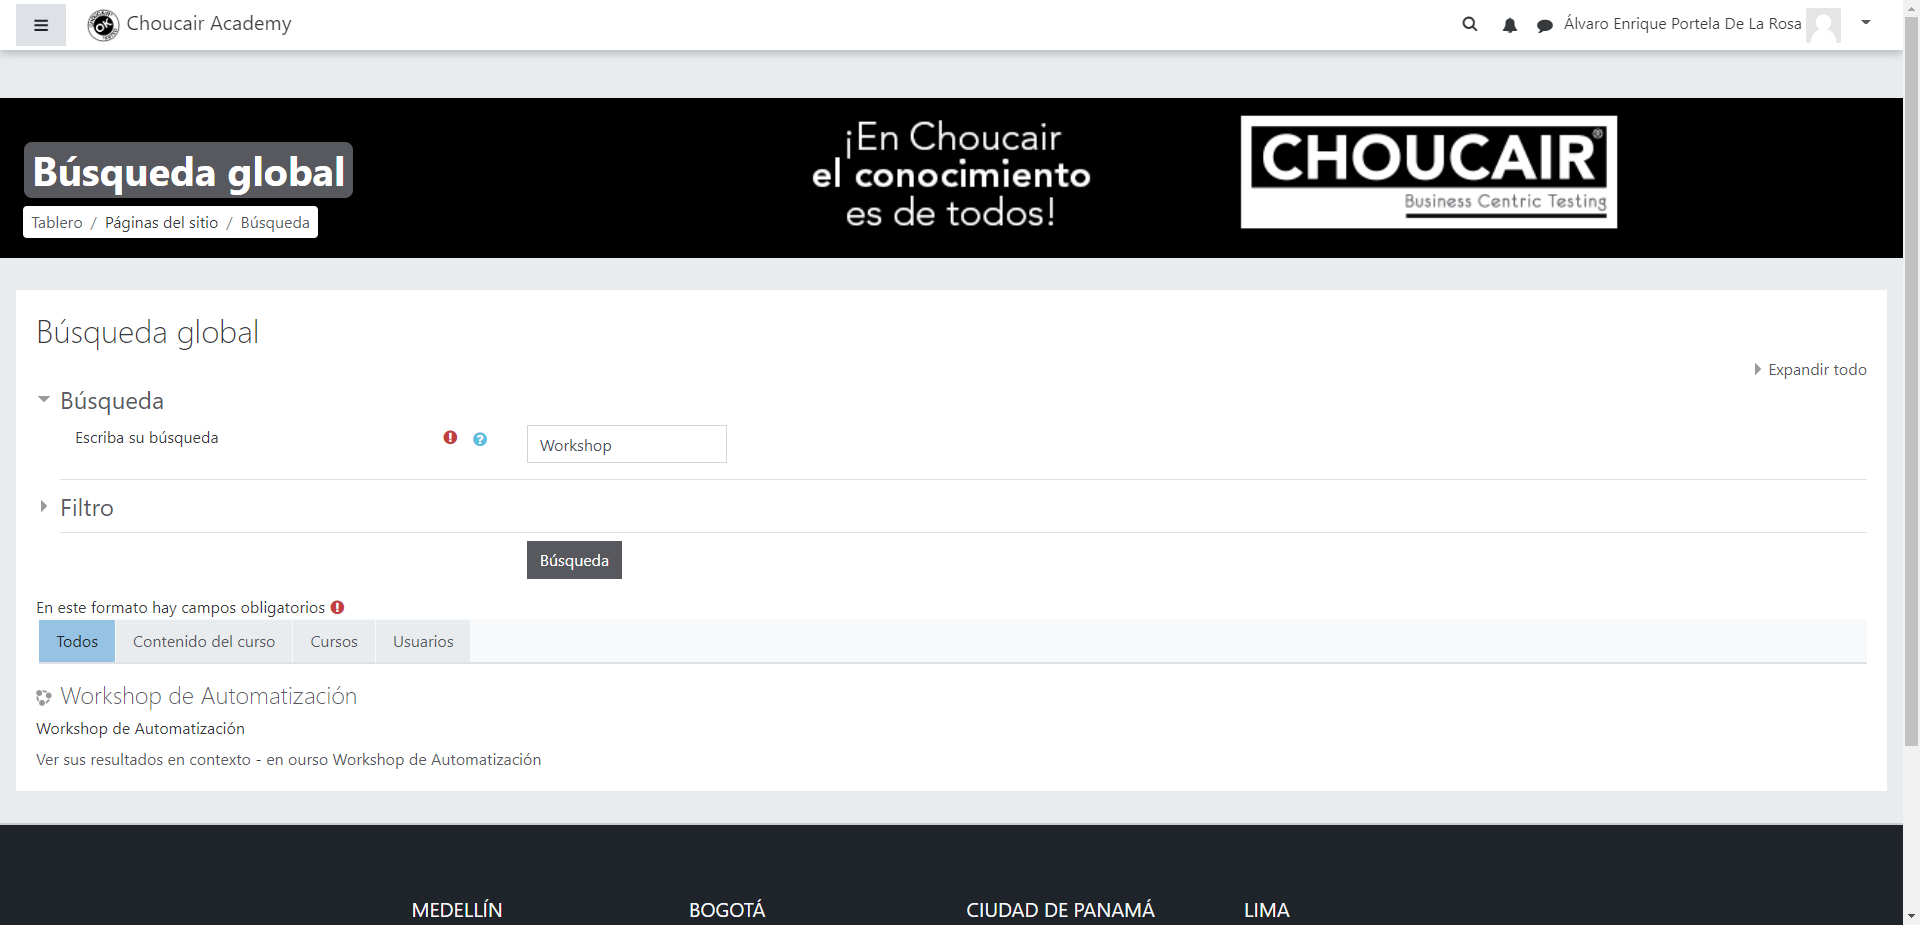 Choucair Academy
Álvaro Enrique Portela De La Rosa
Búsqueda global
Tablero / Páginas del sitio / Búsqueda
¡En Choucair
el conocimiento
es de todos!
CHOUCAIR®
Business Centric Testing
Búsqueda global
Expandir todo
Búsqueda
Escriba su búsqueda
Workshop
Filtro
Búsqueda
En este formato hay campos obligatorios
Todos Contenido del curso Cursos Usuarios
Workshop de Automatización
Workshop de Automatización
Ver sus resultados en contexto - en ourso Workshop de Automatización
MEDELLÍN BOGOTÁ CIUDAD DE PANAMÁ LIMA